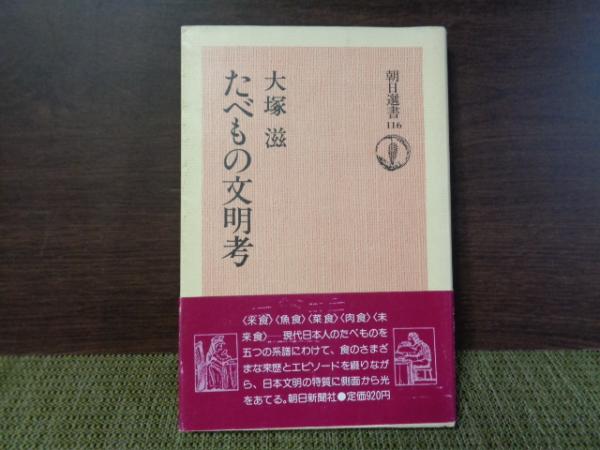 朝日選書
116
大塚 滋
たべもの文明考
〈米食〉〈魚食〉〈菜食〉〈肉食〉〈未
来食〉――現代日本人のたべものを
五つの系譜にわけて、食のさまざ
まな来歴とエピソードを綴りなが
ら、日本文明の特質に側面から光
をあてる。朝日新聞社●定価920円